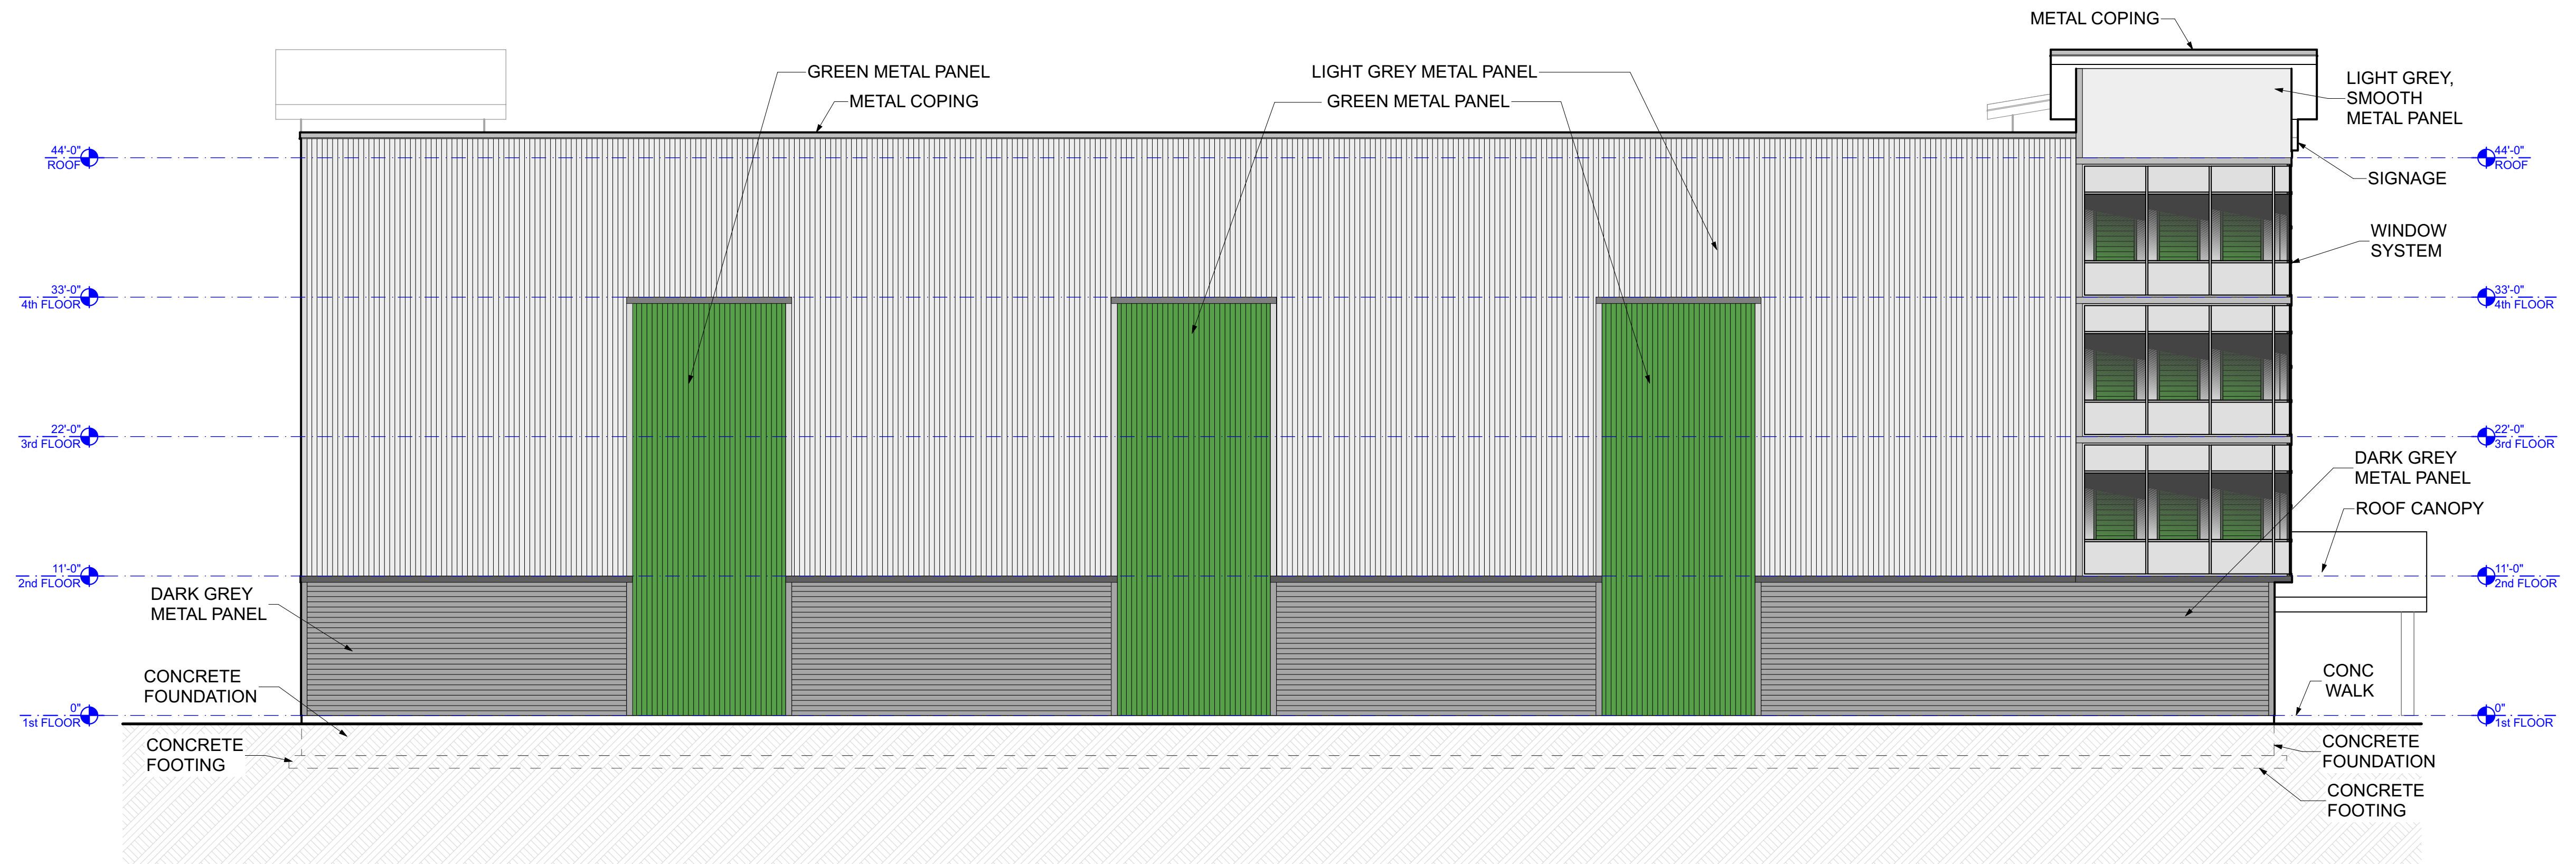 METAL COPING
GREEN METAL PANEL
LIGHT GREY METAL PANEL
METAL COPING
GREEN METAL PANEL
LIGHT GREY,
SMOOTH
METAL PANEL
44'-0"
ROOF
44'-0"
ROOF
SIGNAGE
WINDOW
SYSTEM
33'-0"
4th FLOOR
33'-0"
4th FLOOR
22'-0"
3rd FLOOR
22'-0"
3rd FLOOR
DARK GREY
METAL PANEL
ROOF CANOPY
11'-0"
2nd FLOOR
11'-0"
2nd FLOOR
DARK GREY
METAL PANEL
CONCRETE
FOUNDATION
CONC
WALK
0"
1st FLOOR
0"
1st FLOOR
CONCRETE
FOOTING
CONCRETE
FOUNDATION
CONCRETE
FOOTING